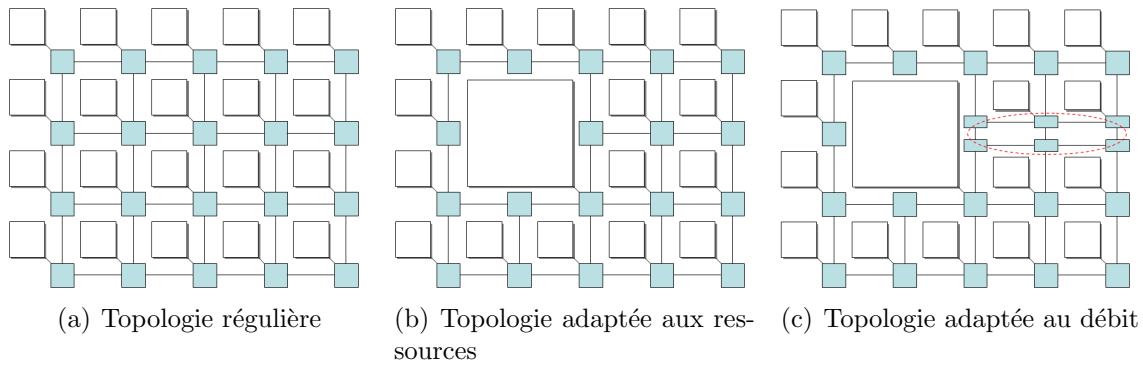 (a) Topologie régulière
(b) Topologie adaptée aux res-
sources
(c) Topologie adaptée au débit